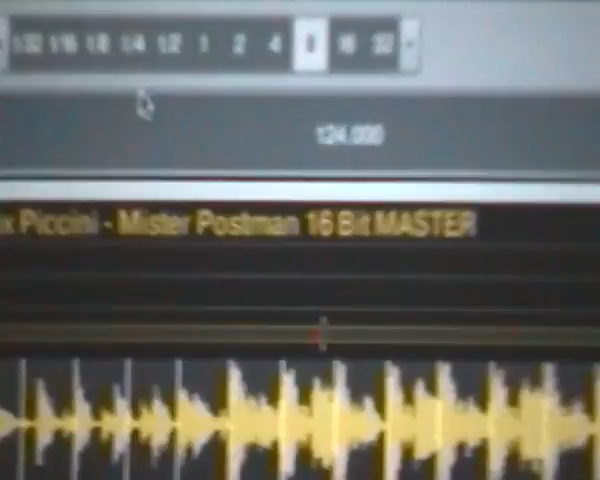 1/32 1/16 1/8 1/4 1/2 1 2 4 8 16 32
124.000
x Piccini - Mister Postman 16 Bit MASTER